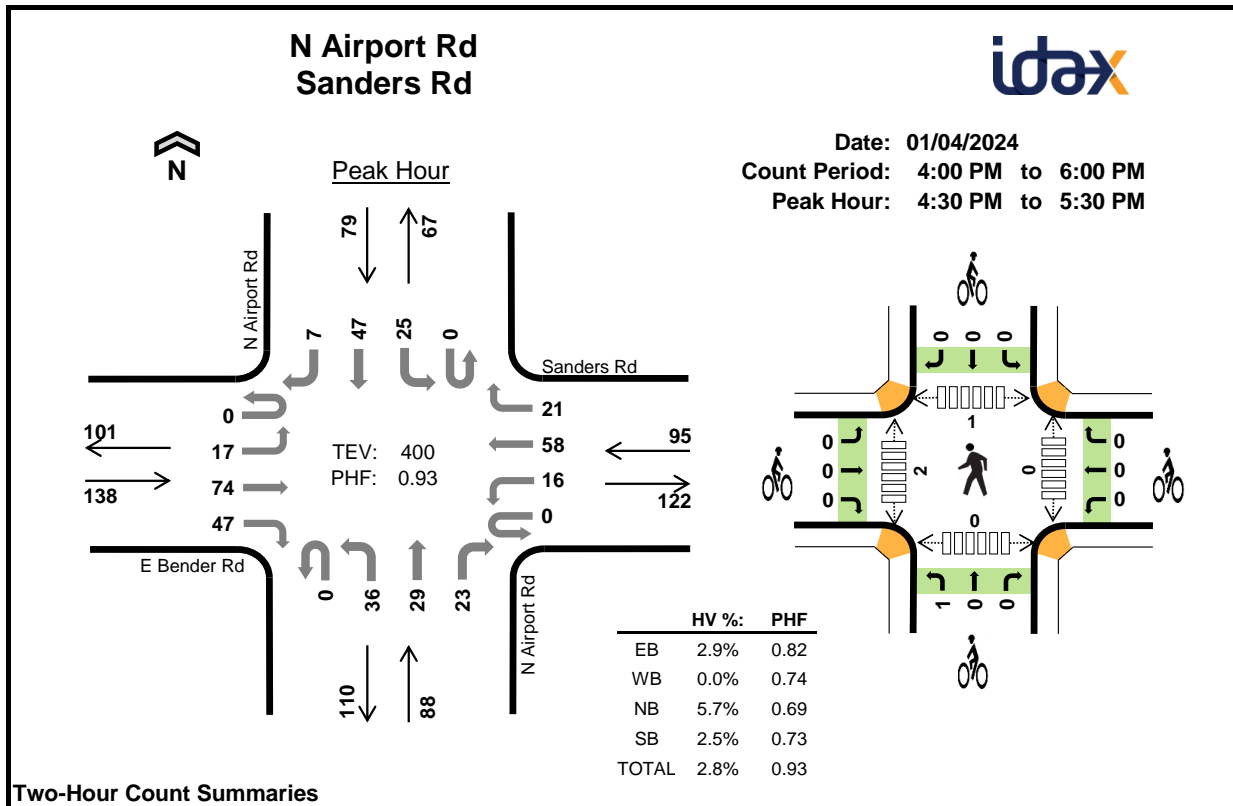 N Airport Rd
Sanders Rd
idax
N
Peak Hour
Date: 01/04/2024
Count Period: 4:00 PM to 6:00 PM
Peak Hour: 4:30 PM to 5:30 PM
79 67
N Airport Rd
7 47 25 0
Sanders Rd
0 21
101 17 58 95
TEV: 400
PHF: 0.93
138 74 16 122
47 0
E Bender Rd
0 36 29 23
N Airport Rd
110 88
0 0 0
1
0 0
0 2 0 0
0 0
0
1 0 0
HV %: PHF
EB 2.9% 0.82
WB 0.0% 0.74
NB 5.7% 0.69
SB 2.5% 0.73
TOTAL 2.8% 0.93
Two-Hour Count Summaries